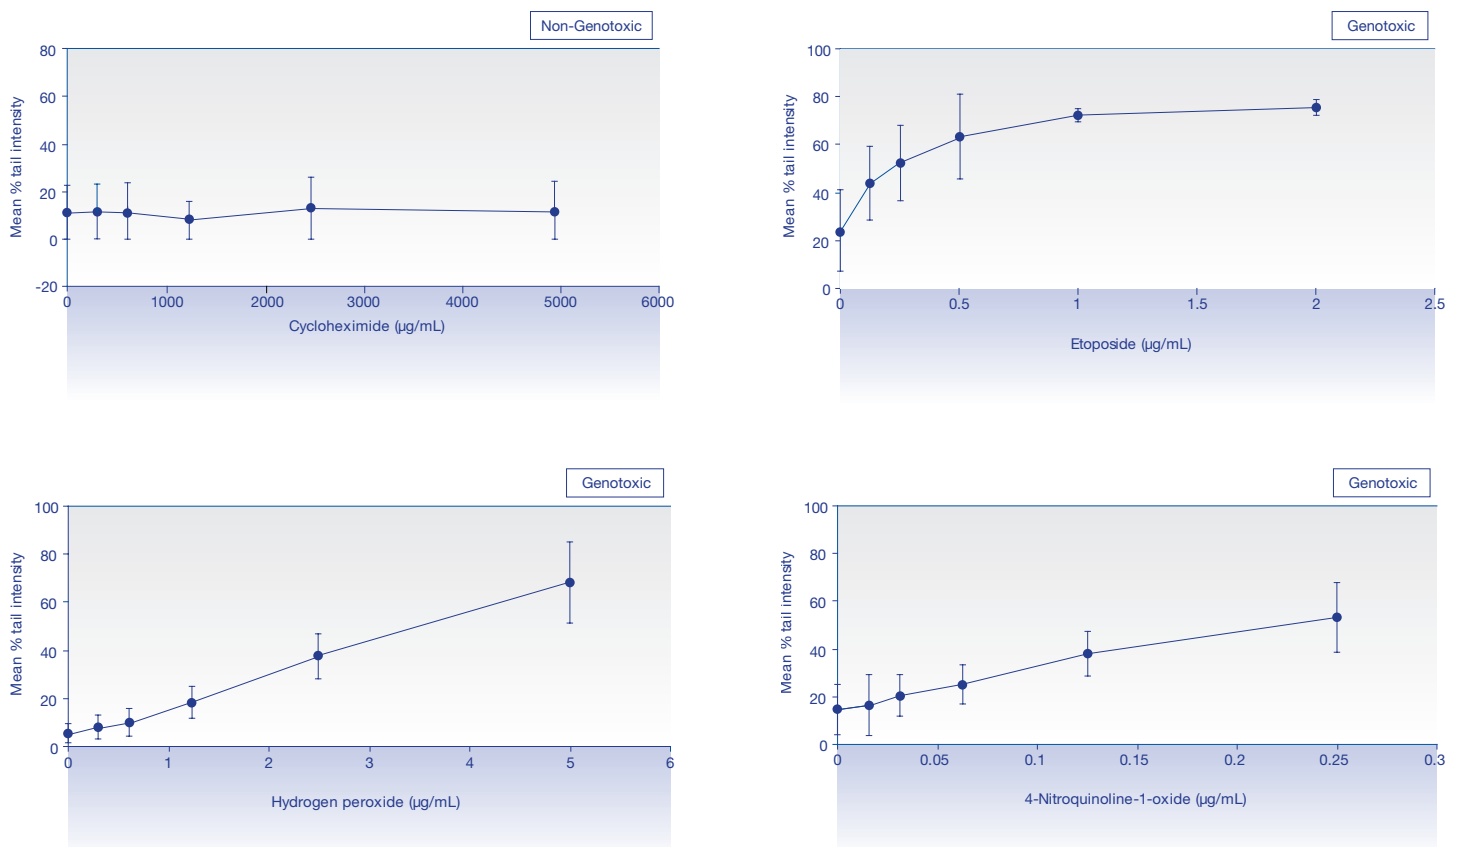 Non-Genotoxic
Mean % tail intensity
80
60
40
20
0
-20
0 1000 2000 3000 4000 5000 6000
Cycloheximide (µg/mL)
Genotoxic
Mean % tail intensity
100
80
60
40
20
0
0 0.5 1 1.5 2 2.5
Etoposide (µg/mL)
Genotoxic
Mean % tail intensity
100
80
60
40
20
0
0 1 2 3 4 5 6
Hydrogen peroxide (µg/mL)
Genotoxic
Mean % tail intensity
100
80
60
40
20
0
0 0.05 0.1 0.15 0.2 0.25 0.3
4-Nitroquinoline-1-oxide (µg/mL)